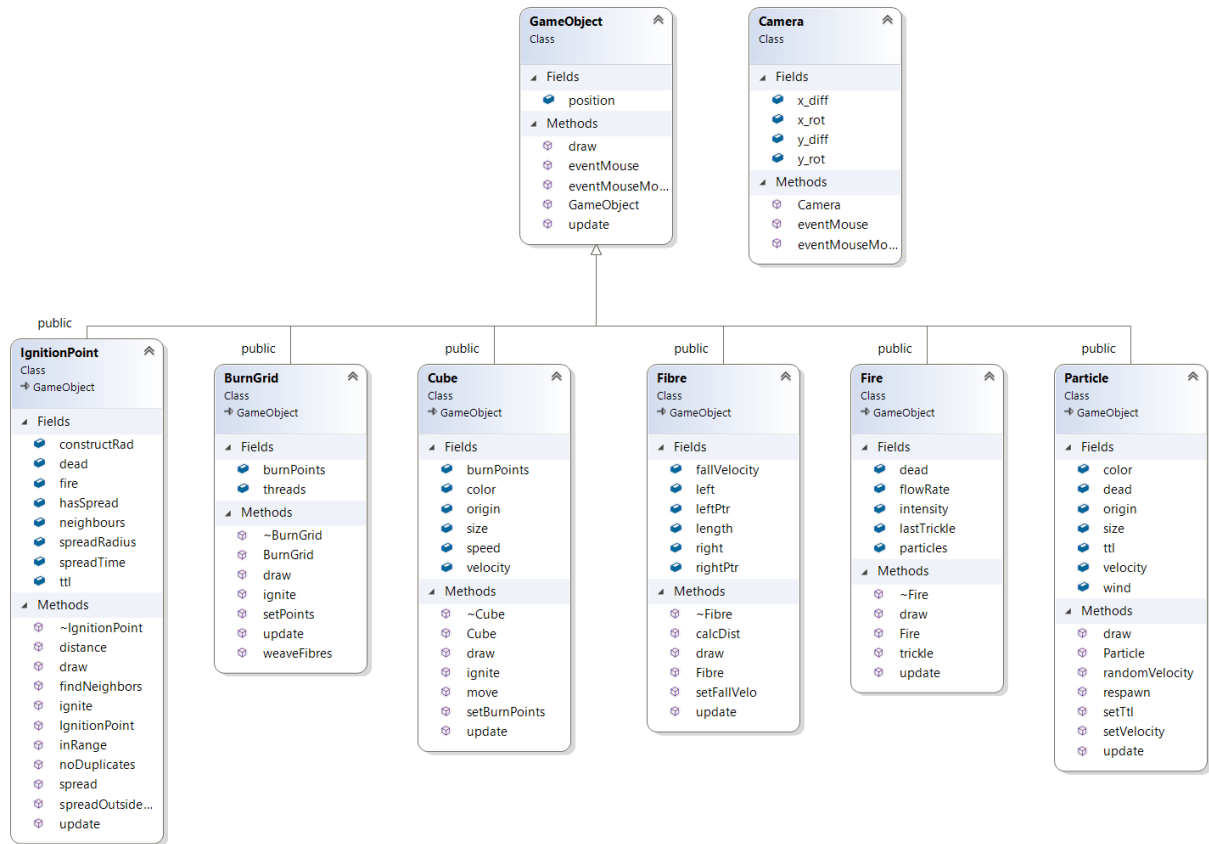 GameObject
Class
Fields
position
Methods
draw
eventMouse
eventMouseMo...
GameObject
update
Camera
Class
Fields
x_diff
x_rot
y_diff
y_rot
Methods
Camera
eventMouse
eventMouseMo...
public
IgnitionPoint
Class
GameObject
Fields
constructRad
dead
fire
hasSpread
neighbours
spreadRadius
spreadTime
ttl
Methods
~IgnitionPoint
distance
draw
findNeighbors
ignite
IgnitionPoint
inRange
noDuplicates
spread
spreadOutside...
update
public
BurnGrid
Class
GameObject
Fields
burnPoints
threads
Methods
~BurnGrid
BurnGrid
draw
ignite
setPoints
update
weaveFibres
public
Cube
Class
GameObject
Fields
burnPoints
color
origin
size
speed
velocity
Methods
~Cube
Cube
draw
ignite
move
setBurnPoints
update
public
Fibre
Class
GameObject
Fields
fallVelocity
left
leftPtr
length
right
rightPtr
Methods
~Fibre
calcDist
draw
Fibre
setFallVelo
update
public
Fire
Class
GameObject
Fields
dead
flowRate
intensity
lastTrickle
particles
Methods
~Fire
draw
Fire
trickle
update
public
Particle
Class
GameObject
Fields
color
dead
origin
size
ttl
velocity
wind
Methods
draw
Particle
randomVelocity
respawn
setTtl
setVelocity
update